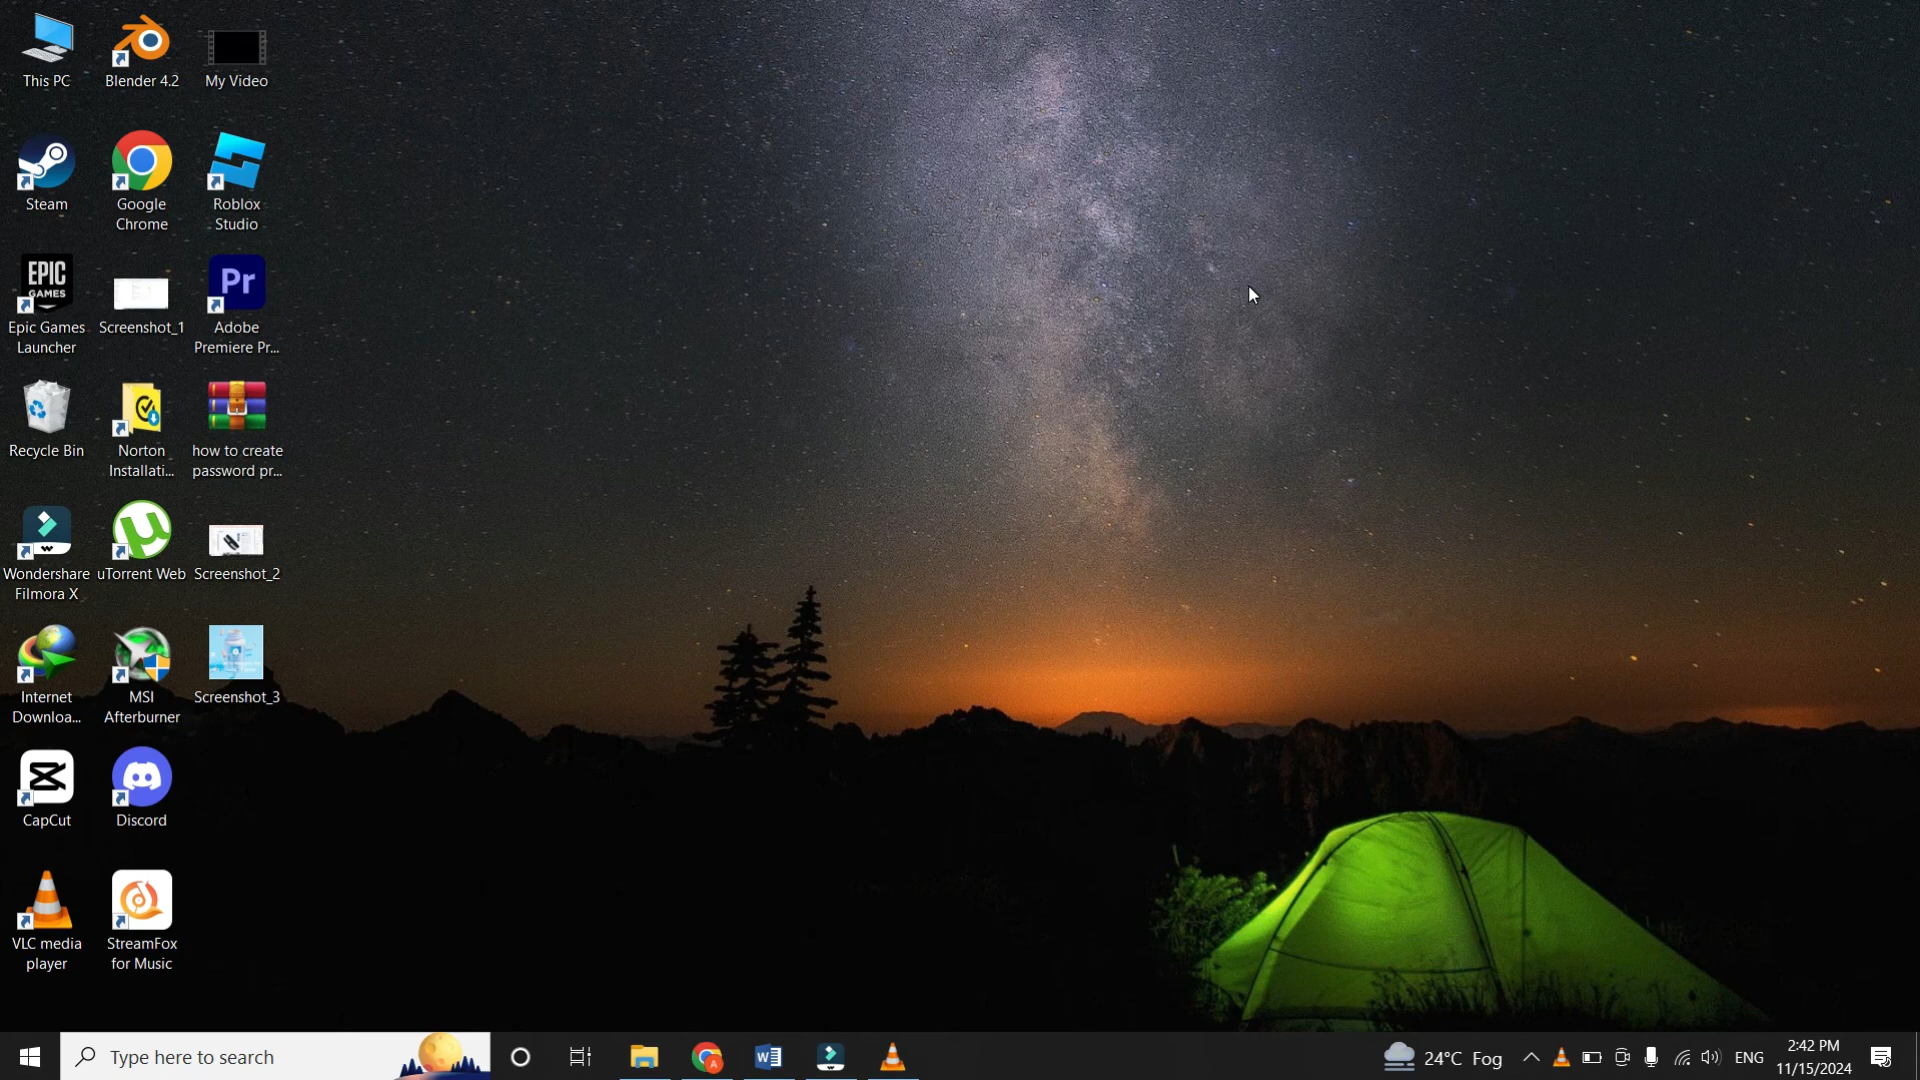 This PC
Blender 4.2
My Video
Steam
Google
Chrome
Roblox
Studio
EPIC
GAMES
Epic Games
Launcher
Screenshot_1
Pr
Adobe
Premiere Pr...
Recycle Bin
Norton
Installati...
how to create
password pr...
Wondershare
Filmora X
uTorrent Web
Screenshot_2
Internet
Downloa...
MSI
Afterburner
Screenshot_3
CapCut
Discord
VLC media
player
StreamFox
for Music
Type here to search
A
W
24°C Fog
ENG
2:42 PM
11/15/2024